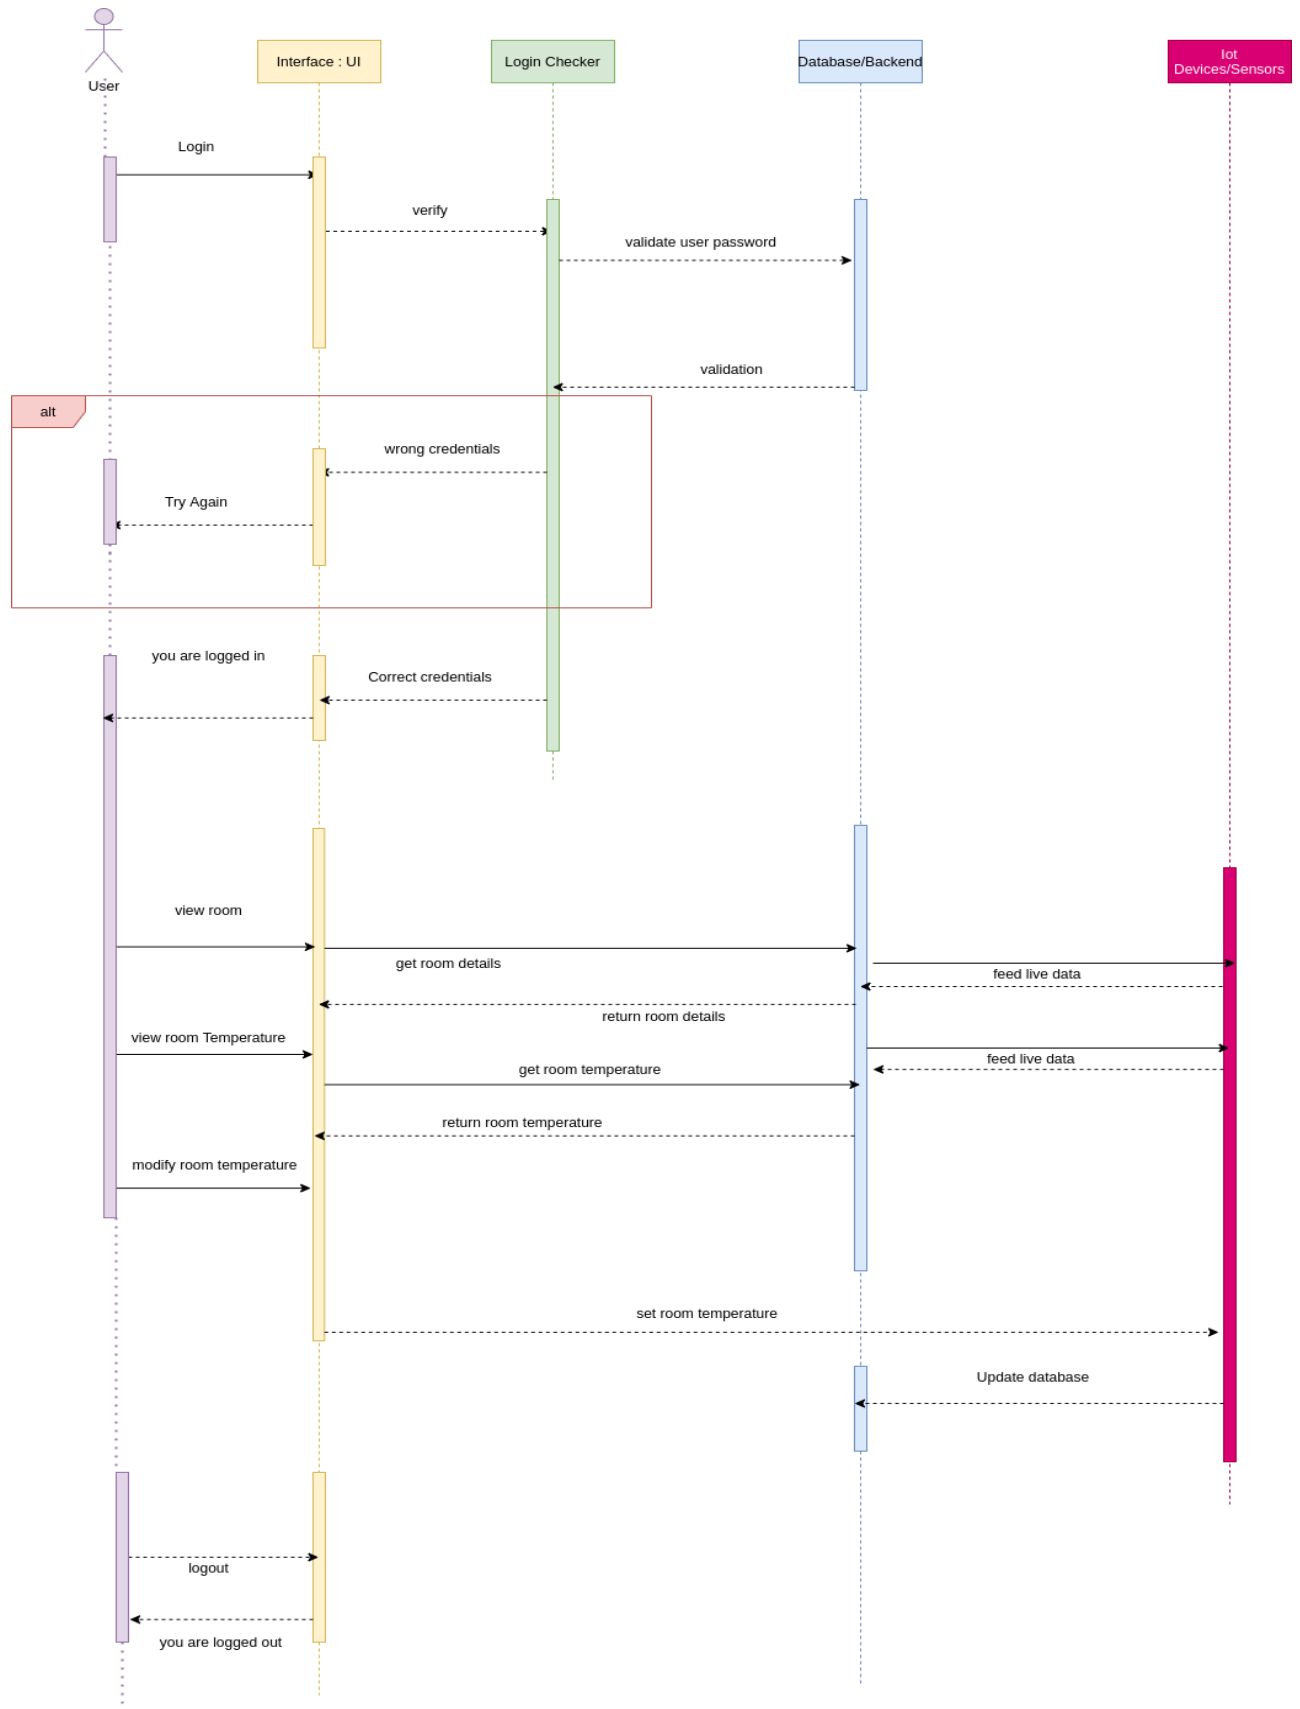 User
Interface : UI
Login Checker
Database/Backend
Iot
Devices/Sensors
Login
verify
validate user password
validation
alt
wrong credentials
Try Again
you are logged in
Correct credentials
view room
get room details
feed live data
return room details
view room Temperature
feed live data
get room temperature
return room temperature
modify room temperature
set room temperature
Update database
logout
you are logged out